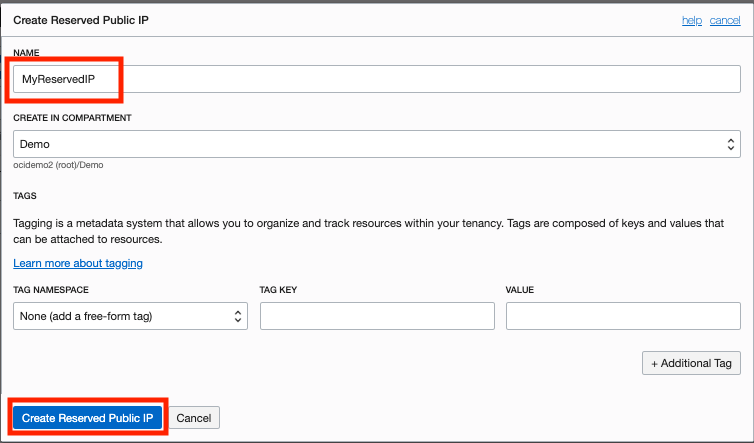 Create Reserved Public IP
help cancel
NAME
MyReservedIP
CREATE IN COMPARTMENT
Demo
ocidemo2 (root)/Demo
TAGS
Tagging is a metadata system that allows you to organize and track resources within your tenancy. Tags are composed of keys and values that
can be attached to resources.
Learn more about tagging
TAG NAMESPACE TAG KEY VALUE
None (add a free-form tag)
+ Additional Tag
Create Reserved Public IP Cancel